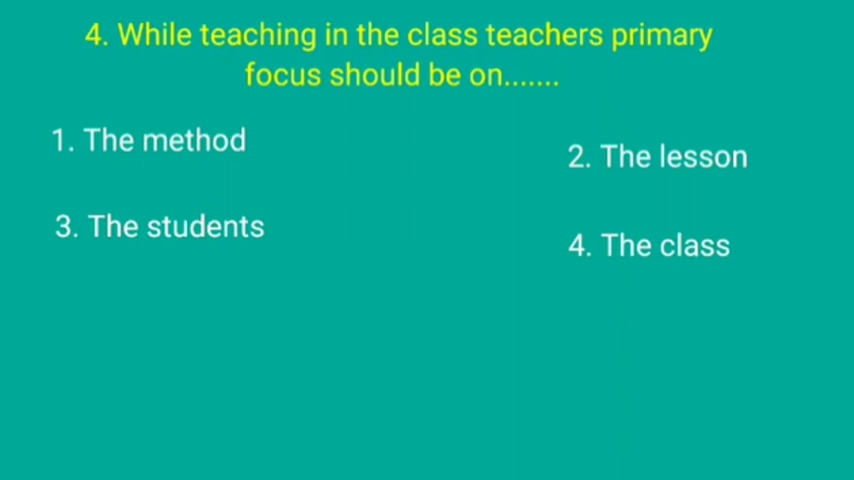 4. While teaching in the class teachers primary
focus should be on.......
1. The method
2. The lesson
3. The students
4. The class